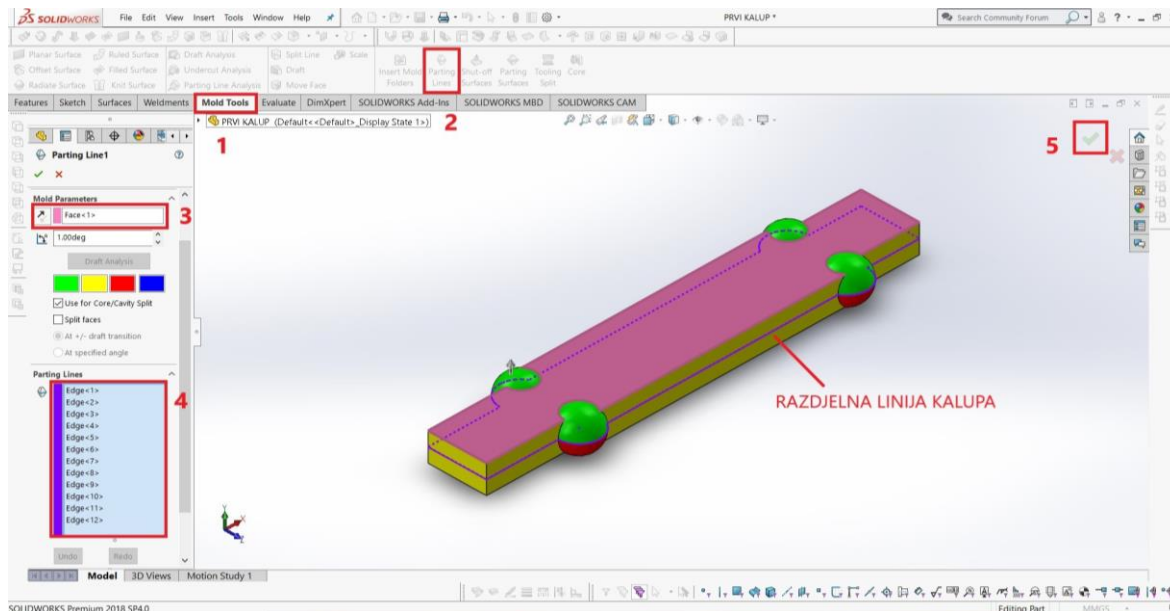 SOLIDWORKS File Edit View Insert Tools Window Help PRVI KALUP * Search Community Forum
Planar Surface Ruled Surface Draft Analysis Split Line Scale
Offset Surface Filled Surface Undercut Analysis Draft Insert Mold Parting Shut-off Parting Tooling Core
Radiate Surface Knit Surface Parting Line Analysis Move Face Folders Lines Surfaces Surfaces Split
Features Sketch Surfaces Weldments Mold Tools Evaluate DimXpert SOLIDWORKS Add-Ins SOLIDWORKS MBD SOLIDWORKS CAM
PRVI KALUP (Default<<Default>_Display State 1>)
1
2
5
Parting Line1
Mold Parameters
Face<1>
3
1.00deg
Draft Analysis
Use for Core/Cavity Split
Split faces
At +/- draft transition
At specified angle
Parting Lines
Edge<1>
Edge<2>
Edge<3>
Edge<4>
Edge<5>
Edge<6>
Edge<7>
Edge<8>
Edge<9>
Edge<10>
Edge<11>
Edge<12>
4
RAZDJELNA LINIJA KALUPA
Undo Redo
Model 3D Views Motion Study 1
SOLIDWORKS Premium 2018 SP4.0 Editing Part MMGS